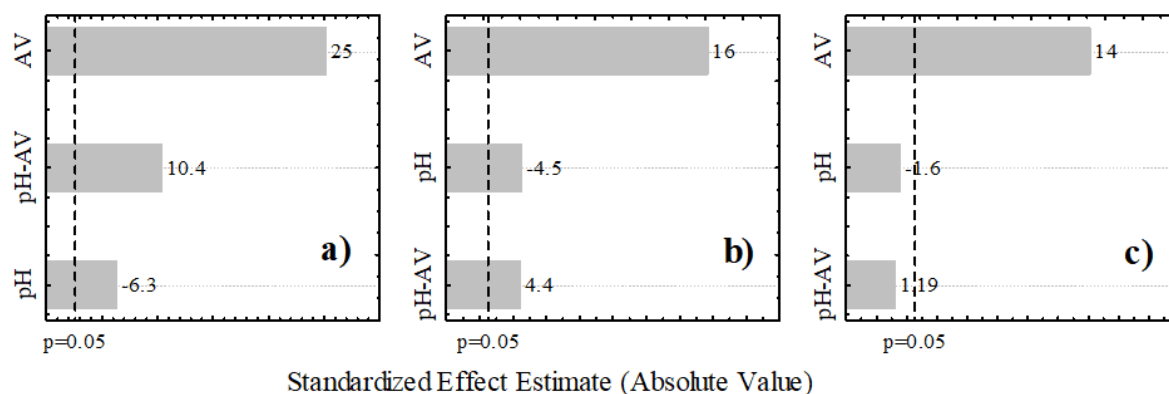 AV
25
pH-AV
10.4
pH
-6.3
a)
p=0.05
AV
16
pH
-4.5
pH-AV
4.4
b)
p=0.05
AV
14
pH
-1.6
pH-AV
1.19
c)
p=0.05
Standardized Effect Estimate (Absolute Value)